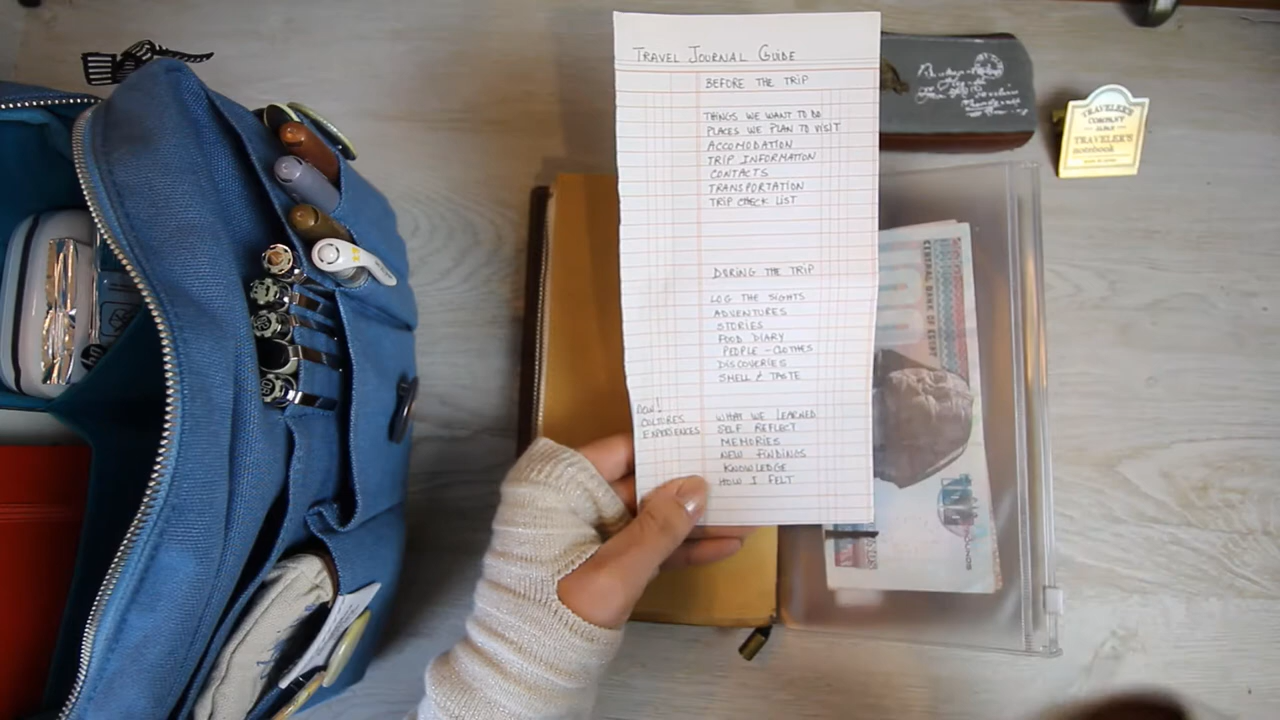 TRAVEL JOURNAL GUIDE
BEFORE THE TRIP
THINGS WE WANT TO DO
PLACES WE PLAN TO VISIT
ACCOMODATION
TRIP INFORMATION
CONTACTS
TRANSPORTATION
TRIP CHECK LIST
DURING THE TRIP
LOG THE SIGHTS
ADVENTURES
STORIES
FOOD DIARY
PEOPLE - CLOTHES
DISCOVERIES
SMELL & TASTE
CULTURES
EXPERIENCES
WHAT WE LEARNED
SELF REFLECT
MEMORIES
NEW FINDINGS
KNOWLEDGE
HOW I FELT
TRAVELER'S
COMPANY
JAPAN
TRAVELER'S
notebook
CENTRAL BANK OF EGYPT
100